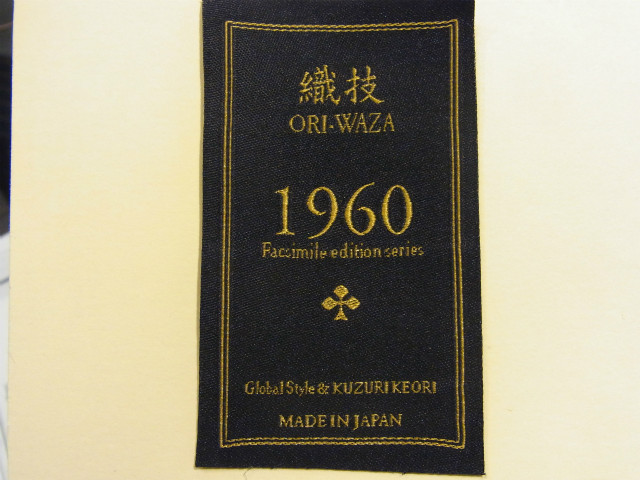 織技
ORI-WAZA
1960
Facsimile edition series
Global Style & KUZURI KEORI
MADE IN JAPAN